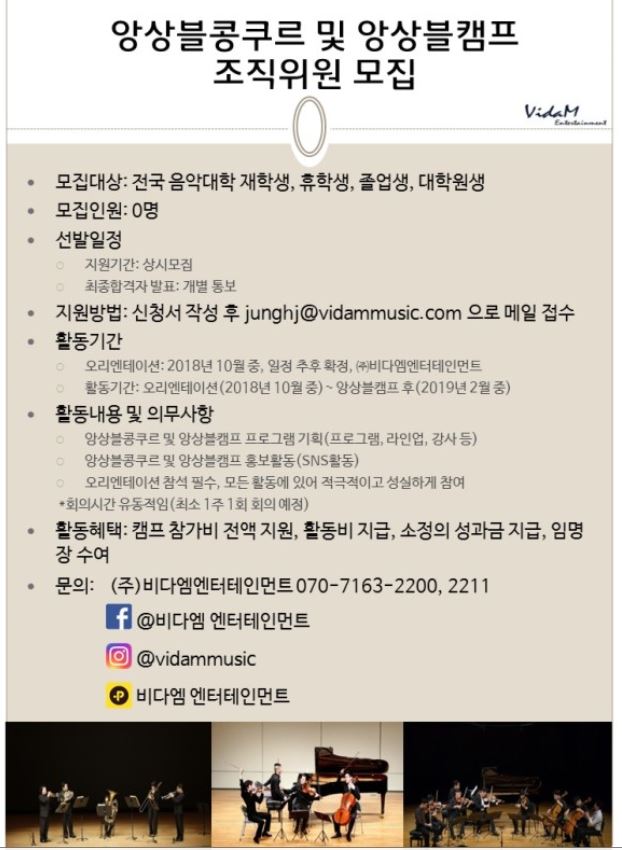 앙상블콩쿠르 및 앙상블캠프
조직위원 모집
VidaM
Entertainment
• 모집대상: 전국 음악대학 재학생, 휴학생, 졸업생, 대학원생
• 모집인원: 0명
• 선발일정
○ 지원기간: 상시모집
○ 최종합격자 발표: 개별 통보
• 지원방법: 신청서 작성 후 junghj@vidammusic.com 으로 메일 접수
• 활동기간
○ 오리엔테이션: 2018년 10월 중, 일정 추후 확정, ㈜비다엠엔터테인먼트
○ 활동기간: 오리엔테이션(2018년 10월 중) ~ 앙상블캠프 후(2019년 2월 중)
• 활동내용 및 의무사항
○ 앙상블콩쿠르 및 앙상블캠프 프로그램 기획(프로그램, 라인업, 강사 등)
○ 앙상블콩쿠르 및 앙상블캠프 홍보활동(SNS활동)
○ 오리엔테이션 참석 필수, 모든 활동에 있어 적극적이고 성실하게 참여
*회의시간 유동적임(최소 1주 1회 회의 예정)
• 활동혜택: 캠프 참가비 전액 지원, 활동비 지급, 소정의 성과금 지급, 임명
장 수여
• 문의: (주)비다엠엔터테인먼트 070-7163-2200, 2211
@비다엠 엔터테인먼트
@vidammusic
비다엠 엔터테인먼트